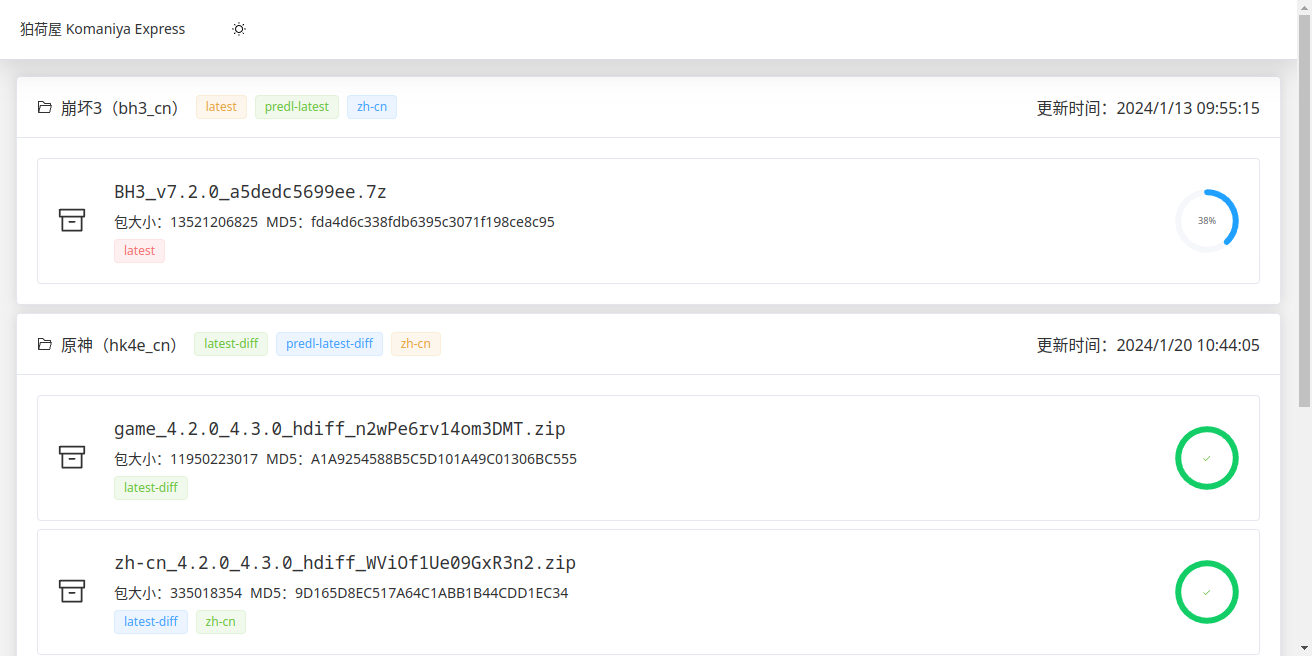 狛荷屋 Komaniya Express
崩坏3（bh3_cn） latest predl-latest zh-cn 更新时间：2024/1/13 09:55:15
BH3_v7.2.0_a5dedc5699ee.7z
包大小：13521206825 MD5：fda4d6c338fdb6395c3071f198ce8c95
38%
latest
原神（hk4e_cn） latest-diff predl-latest-diff zh-cn 更新时间：2024/1/20 10:44:05
game_4.2.0_4.3.0_hdiff_n2wPe6rv14om3DMT.zip
包大小：11950223017 MD5：A1A9254588B5C5D101A49C01306BC555
latest-diff
zh-cn_4.2.0_4.3.0_hdiff_WViOf1Ue09GxR3n2.zip
包大小：335018354 MD5：9D165D8EC517A64C1ABB1B44CDD1EC34
latest-diff zh-cn